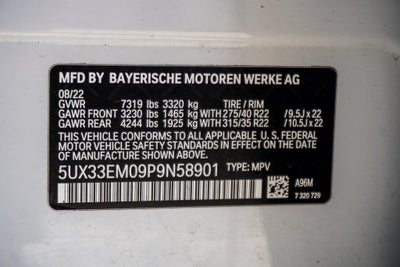 MFD BY BAYERISCHE MOTOREN WERKE AG
08/22
GVWR 7319 lbs 3320 kg TIRE / RIM
GAWR FRONT 3230 lbs 1465 kg WITH 275/40 R22 /9.5J x 22
GAWR REAR 4244 lbs 1925 kg WITH 315/35 R22 /10.5J x 22
THIS VEHICLE CONFORMS TO ALL APPLICABLE U.S.
FEDERAL MOTOR VEHICLE SAFETY STANDARDS IN
EFFECT ON THE DATE OF MANUFACTURE SHOWN ABOVE.
5UX33EM09P9N58901 TYPE: MPV
A96M
7 320 729